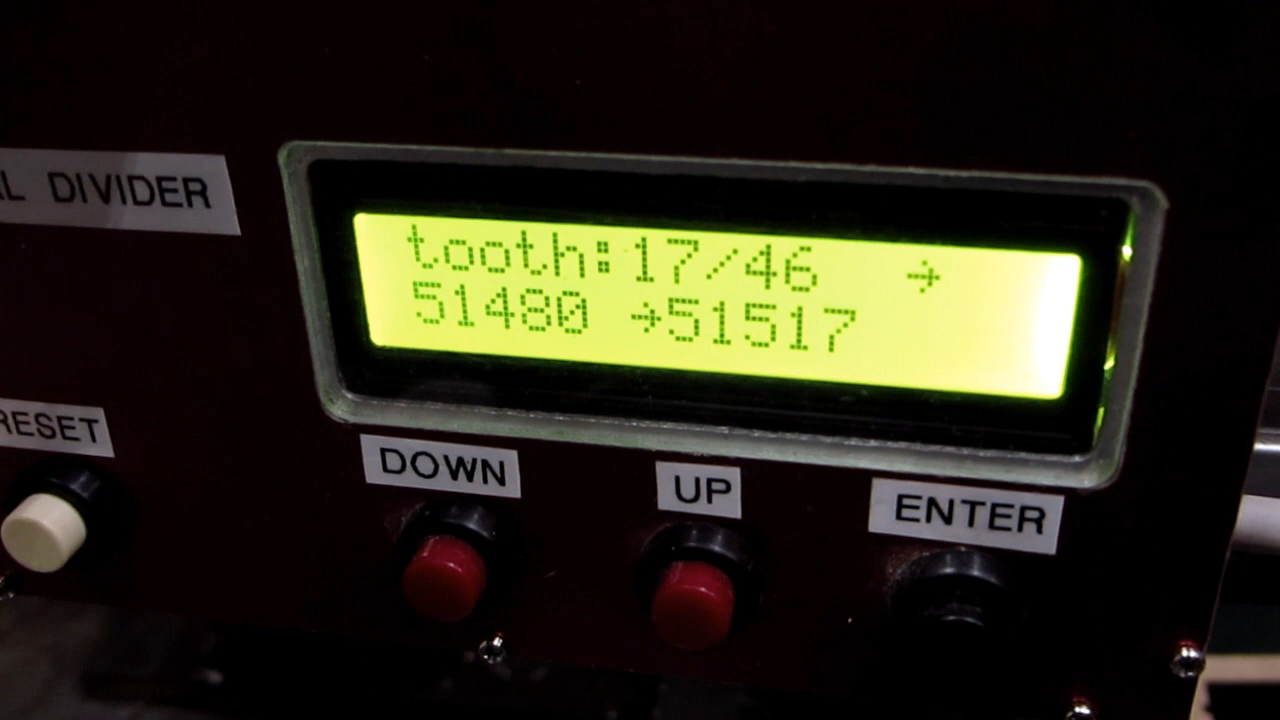 DIVIDER
tooth:17/46 →
51480 →51517
RESET
DOWN
UP
ENTER